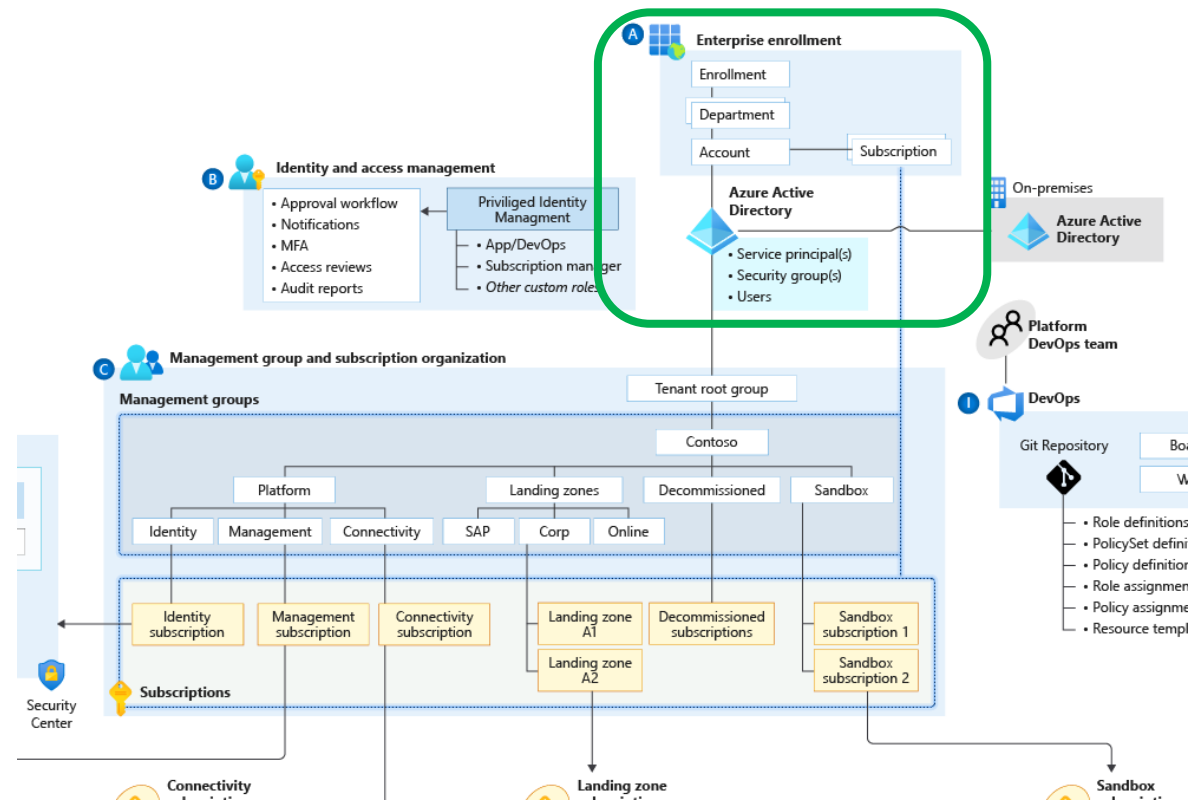 A
Enterprise enrollment
Enrollment
Department
Account
Subscription
B
Identity and access management
• Approval workflow
• Notifications
• MFA
• Access reviews
• Audit reports
Priviliged Identity
Managment
• App/DevOps
• Subscription manager
• Other custom roles
Azure Active
Directory
• Service principal(s)
• Security group(s)
• Users
On-premises
Azure Active
Directory
Platform
DevOps team
C
Management group and subscription organization
Management groups
Tenant root group
Contoso
Platform
Landing zones
Decommissioned
Sandbox
Identity
Management
Connectivity
SAP
Corp
Online
Identity
subscription
Management
subscription
Connectivity
subscription
Landing zone
A1
Landing zone
A2
Decommissioned
subscriptions
Sandbox
subscription 1
Sandbox
subscription 2
Subscriptions
I
DevOps
Git Repository
• Role definitions
• PolicySet
• Policy
• Role
• Policy
• Resource
Security
Center
Connectivity
Landing zone
Sandbox